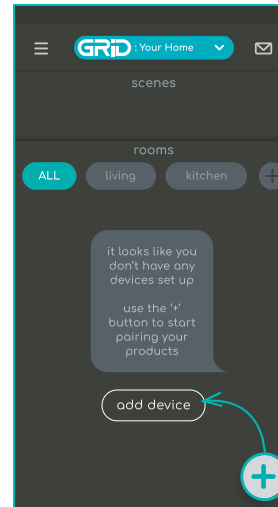 GRiD : Your Home
scenes
rooms
ALL living kitchen +
it looks like you
don't have any
devices set up
use the '+'
button to start
pairing your
products
add device
+